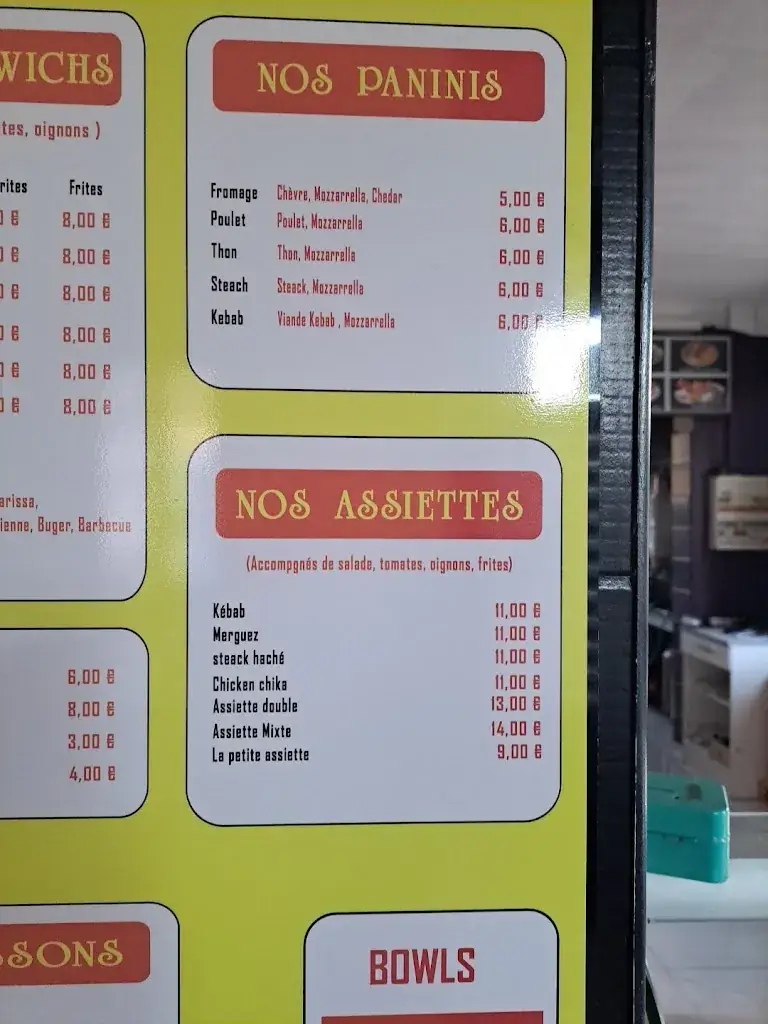 WICHS
tes, oignons )
rites Frites
€ 8,00 €
€ 8,00 €
€ 8,00 €
€ 8,00 €
€ 8,00 €
€ 8,00 €
arissa,
ienne, Buger, Barbecue
6,00 €
8,00 €
3,00 €
4,00 €
SSONS
NOS PANINIS
Fromage Chèvre, Mozzarrella, Cheder 5,00 €
Poulet Poulet, Mozzarrella 6,00 €
Thon Thon, Mozzarrella 6,00 €
Steach Steack, Mozzarrella 6,00 €
Kebab Viande Kebab , Mozzarrella 6,00 €
NOS ASSIETTES
(Accompgnés de salade, tomates, oignons, frites)
Kébab 11,00 €
Merguez 11,00 €
steack haché 11,00 €
Chicken chika 11,00 €
Assiette double 13,00 €
Assiette Mixte 14,00 €
La petite assiette 9,00 €
BOWLS